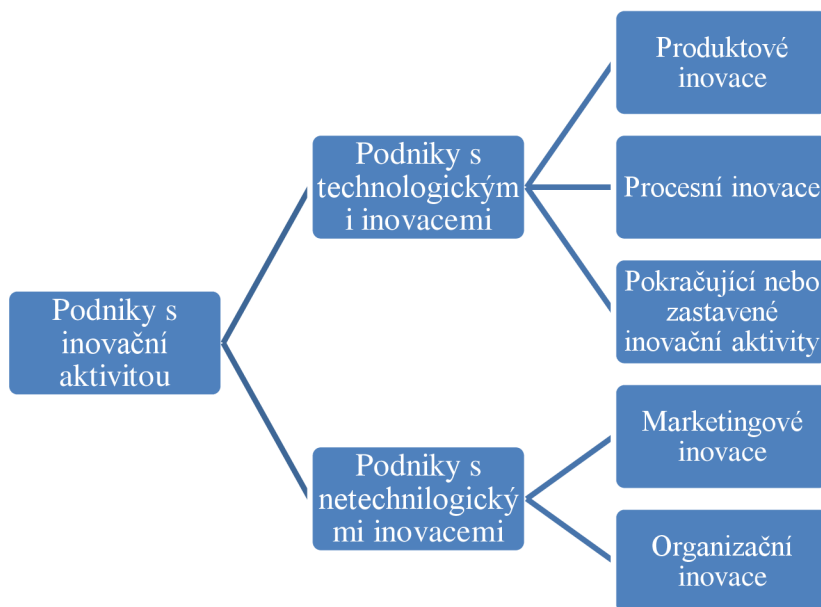 Podniky s
inovační
aktivitou
Podniky s
technologickým
i inovacemi
Produktové
inovace
Procesní inovace
Pokračující nebo
zastavené
inovační aktivity
Podniky s
netechnilogický
mi inovacemi
Marketingové
inovace
Organizační
inovace